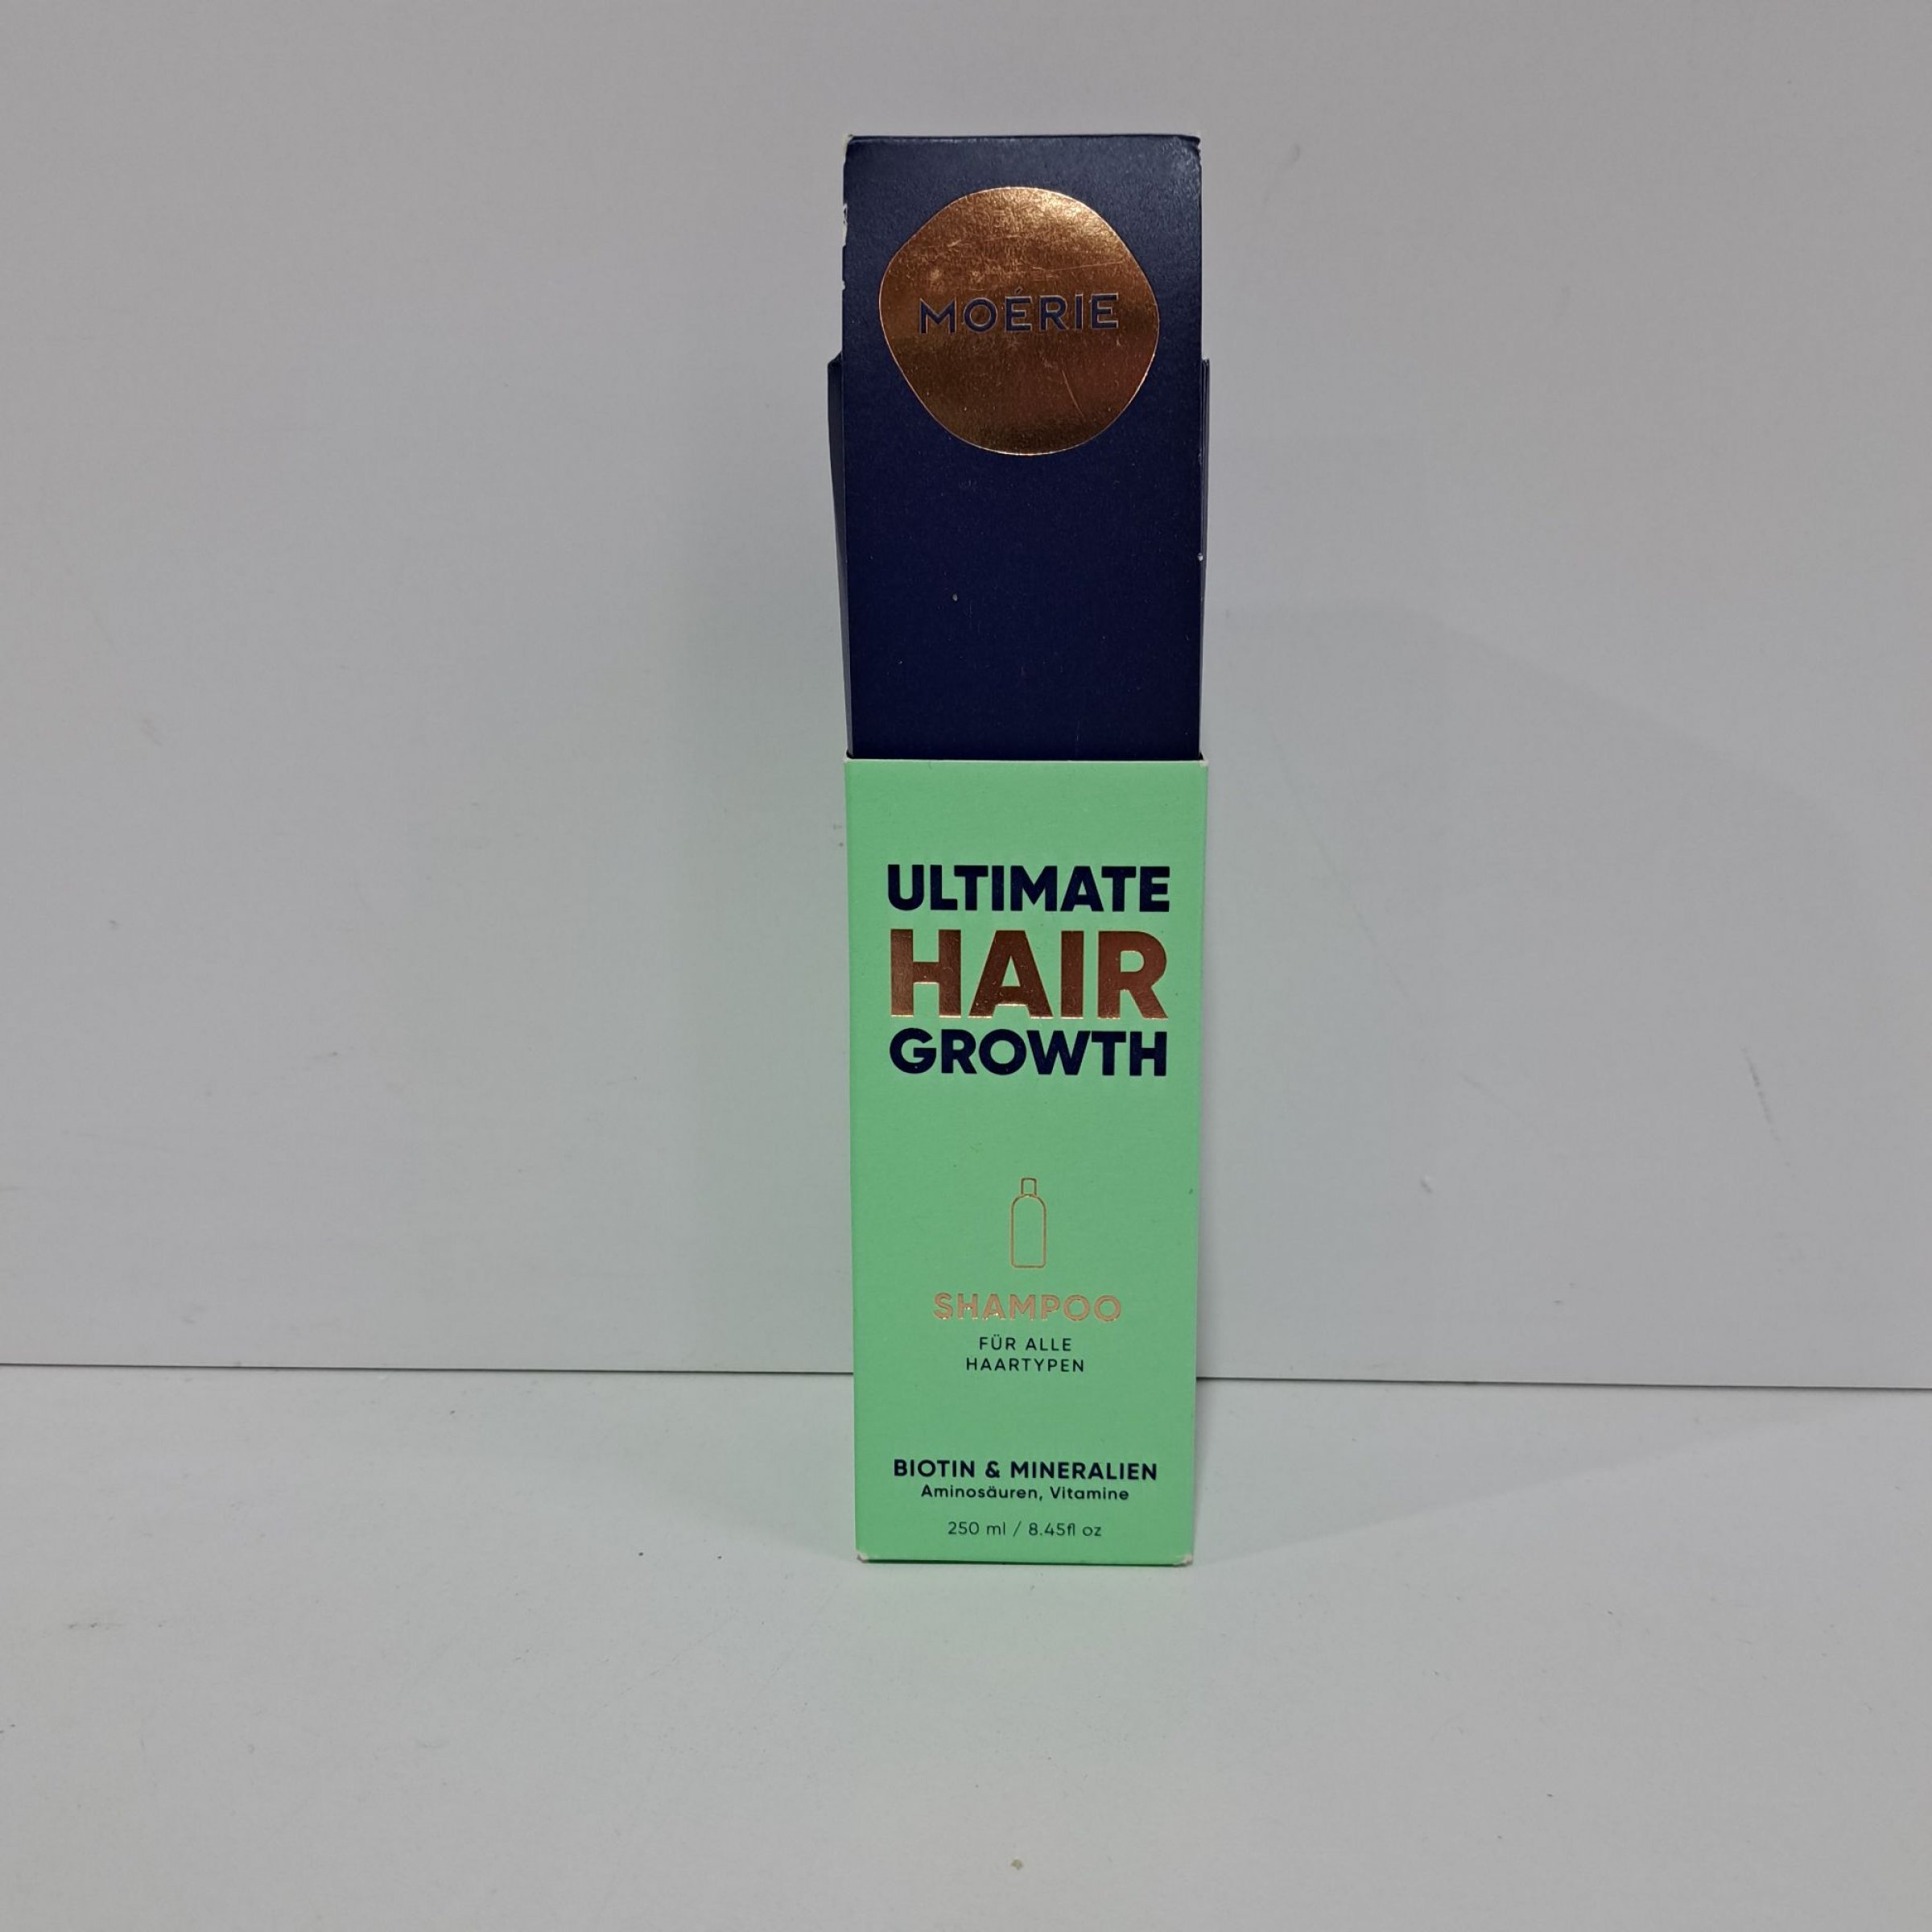 MOÉRIE
ULTIMATE
HAIR
GROWTH
SHAMPOO
FÜR ALLE
HAARTYPEN
BIOTIN & MINERALIEN
Aminosäuren, Vitamine
250 ml / 8.45fl oz